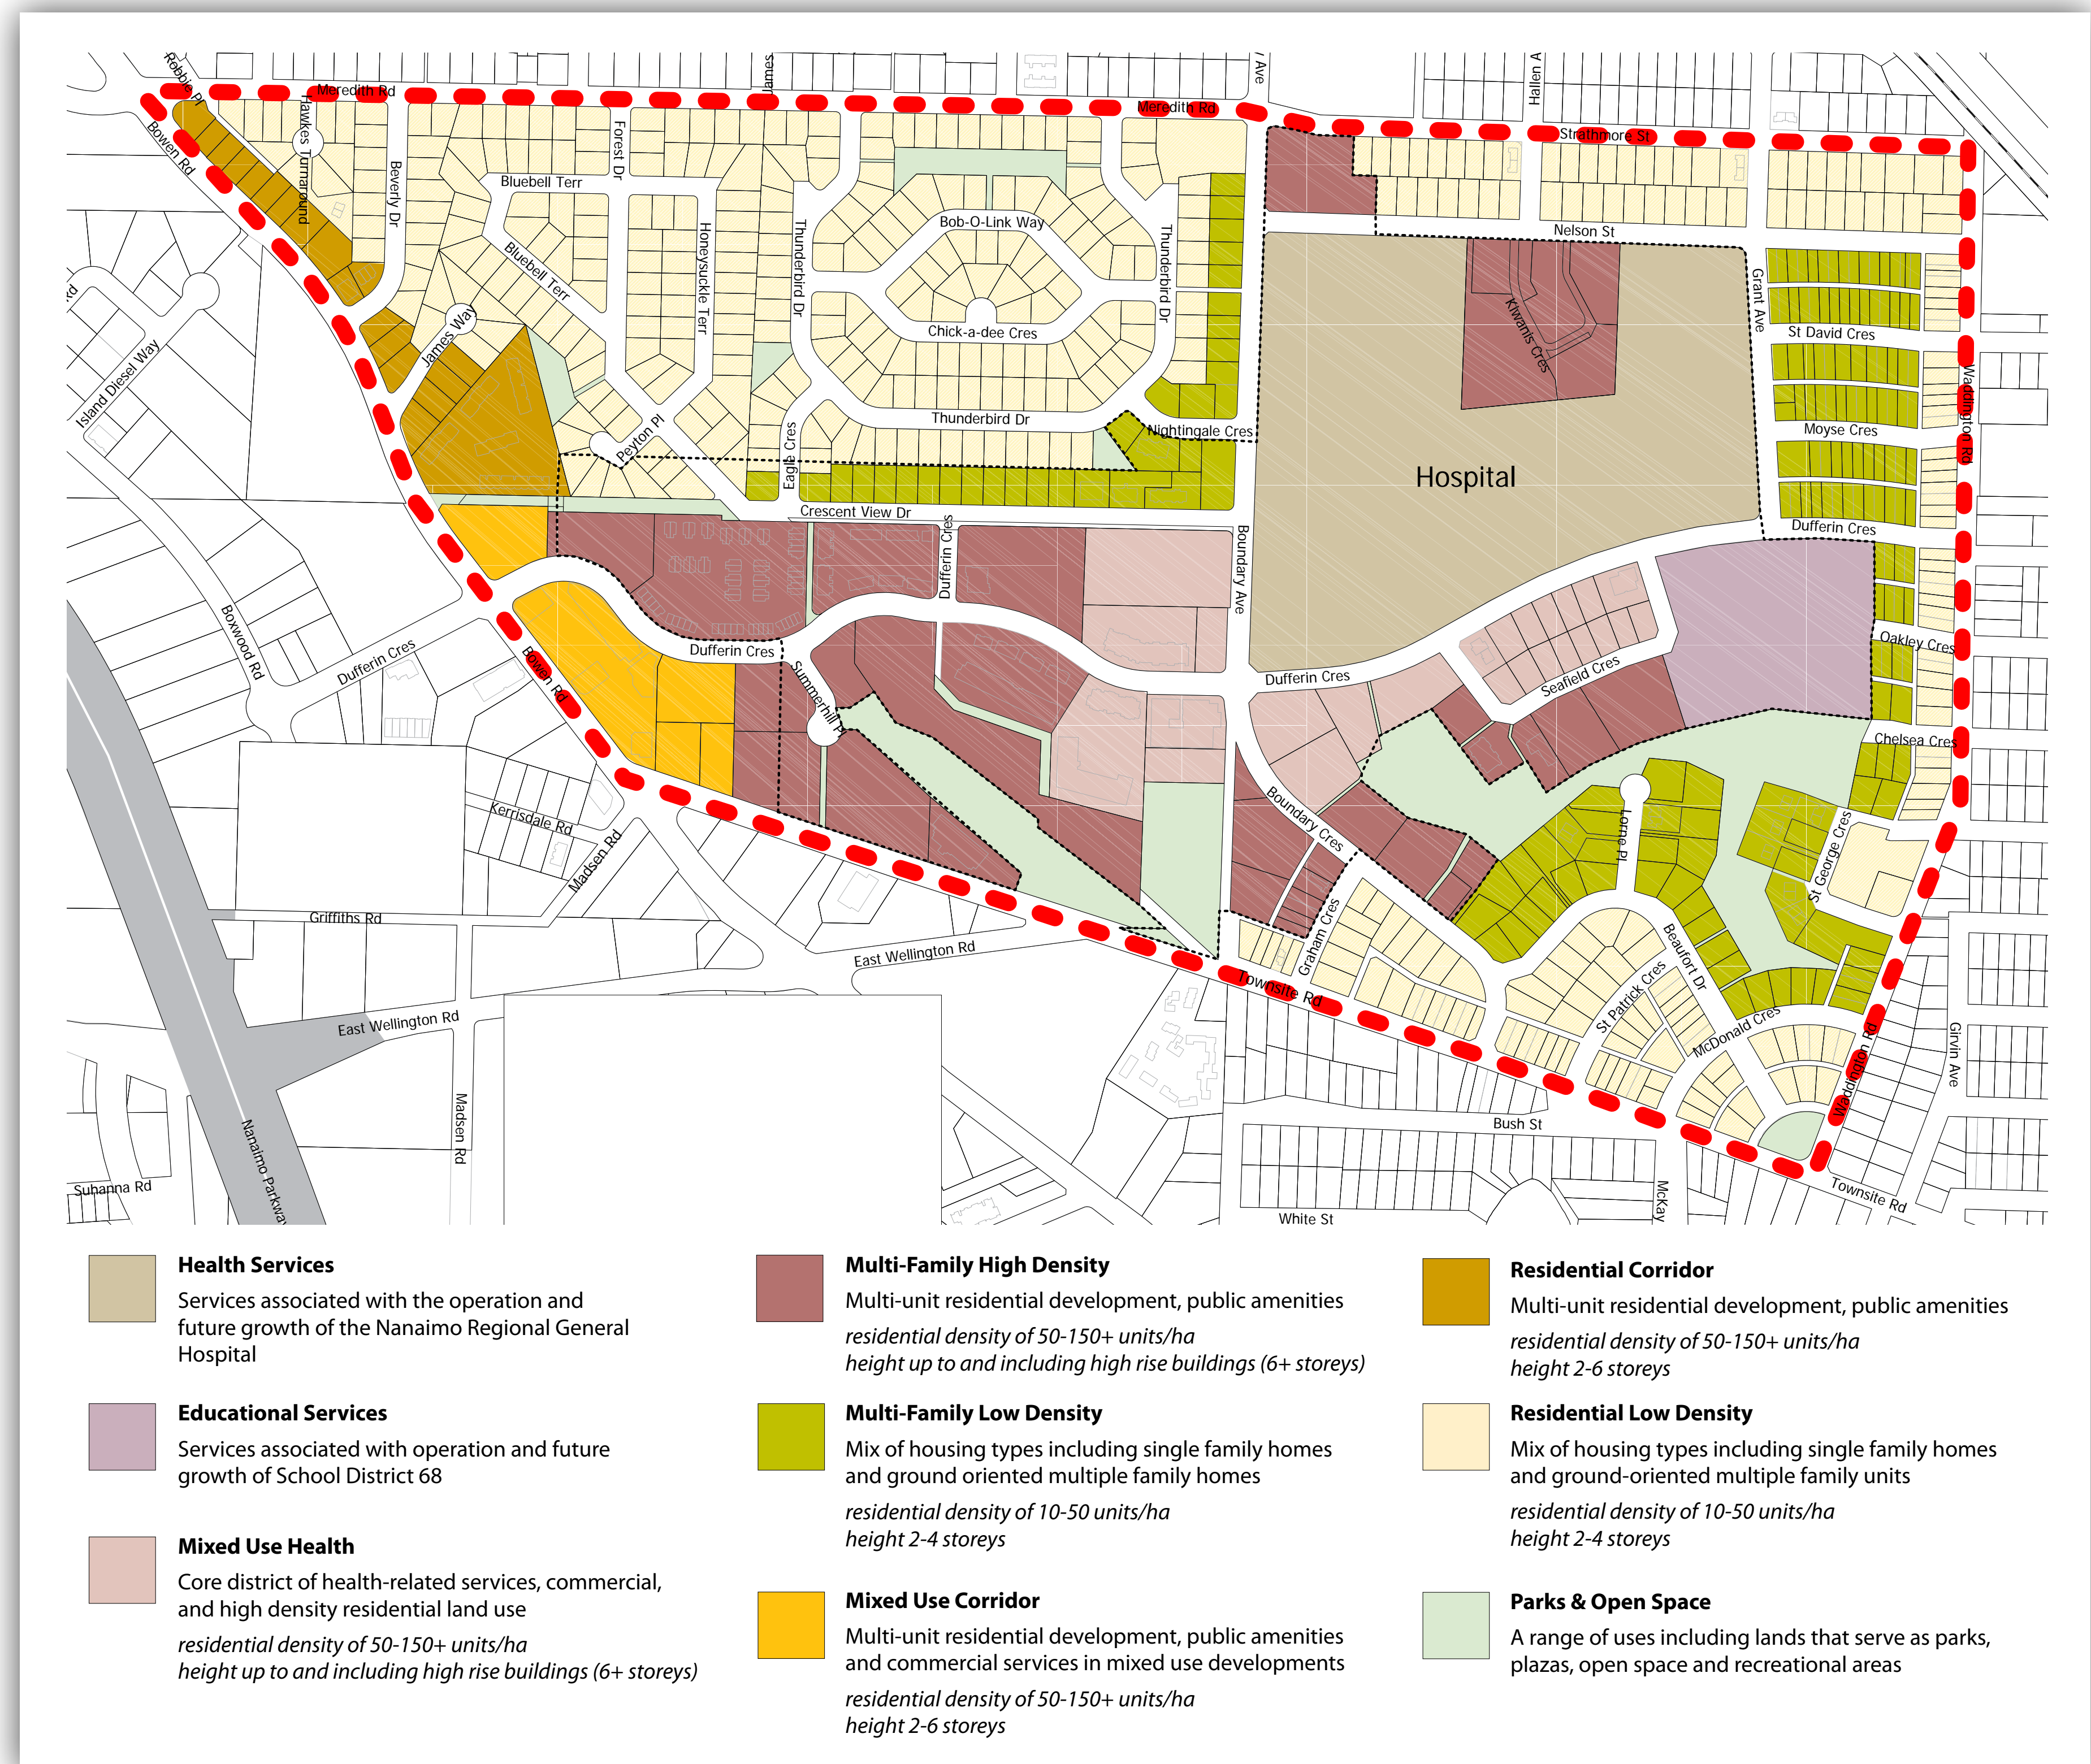 Robbie Pl
Meredith Rd
James
Meredith Rd
Ave
Hallen A
Strathmore St
Bowen Rd
Hawkes Turnaround
Beverly Dr
Forest Dr
Bluebell Terr
Bluebell Terr
Honeysuckle Terr
Thunderbird Dr
Bob-O-Link Way
Thunderbird Dr
Nelson St
Grant Ave
Kiwanis Cres
St David Cres
Waddington Rd
Rd
Island Diesel Way
James Way
Chick-a-dee Cres
Thunderbird Dr
Nightingale Cres
Moyse Cres
Peyton Pl
Eagle Cres
Hospital
Crescent View Dr
Dufferin Cres
Dufferin Cres
Boundary Ave
Boxwood Rd
Dufferin Cres
Bowen Rd
Dufferin Cres
Summerhill Pl
Dufferin Cres
Seafield Cres
Oakley Cres
Chelsea Cres
Boundary Cres
Lorne Pl
St George Cres
Kerrisdale Rd
Madsen Rd
Griffiths Rd
East Wellington Rd
Graham Cres
Townsite Rd
Beaufort Dr
St Patrick Cres
McDonald Cres
Waddington Rd
Girvin Ave
East Wellington Rd
Madsen Rd
Nanaimo Parkway
Suhanna Rd
Bush St
White St
McKay
Townsite Rd
Health Services
Services associated with the operation and
future growth of the Nanaimo Regional General
Hospital
Educational Services
Services associated with operation and future
growth of School District 68
Mixed Use Health
Core district of health-related services, commercial,
and high density residential land use
residential density of 50-150+ units/ha
height up to and including high rise buildings (6+ storeys)
Multi-Family High Density
Multi-unit residential development, public amenities
residential density of 50-150+ units/ha
height up to and including high rise buildings (6+ storeys)
Multi-Family Low Density
Mix of housing types including single family homes
and ground oriented multiple family homes
residential density of 10-50 units/ha
height 2-4 storeys
Mixed Use Corridor
Multi-unit residential development, public amenities
and commercial services in mixed use developments
residential density of 50-150+ units/ha
height 2-6 storeys
Residential Corridor
Multi-unit residential development, public amenities
residential density of 50-150+ units/ha
height 2-6 storeys
Residential Low Density
Mix of housing types including single family homes
and ground-oriented multiple family units
residential density of 10-50 units/ha
height 2-4 storeys
Parks & Open Space
A range of uses including lands that serve as parks,
plazas, open space and recreational areas